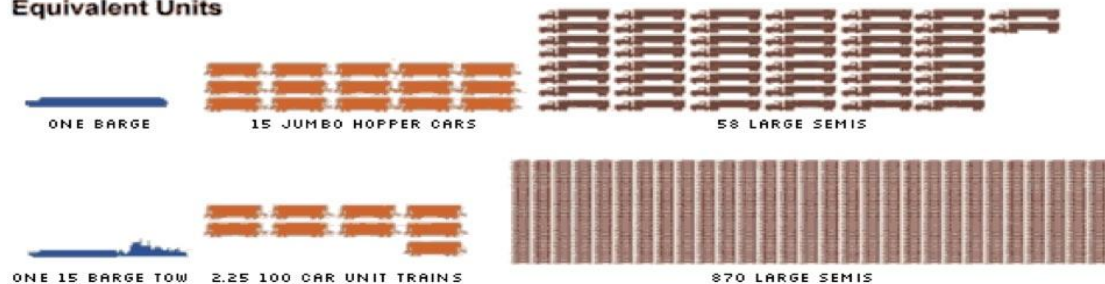 Equivalent Units
ONE BARGE
15 JUMBO HOPPER CARS
58 LARGE SEMIS
ONE 15 BARGE TOW
2.25 100 CAR UNIT TRAINS
870 LARGE SEMIS